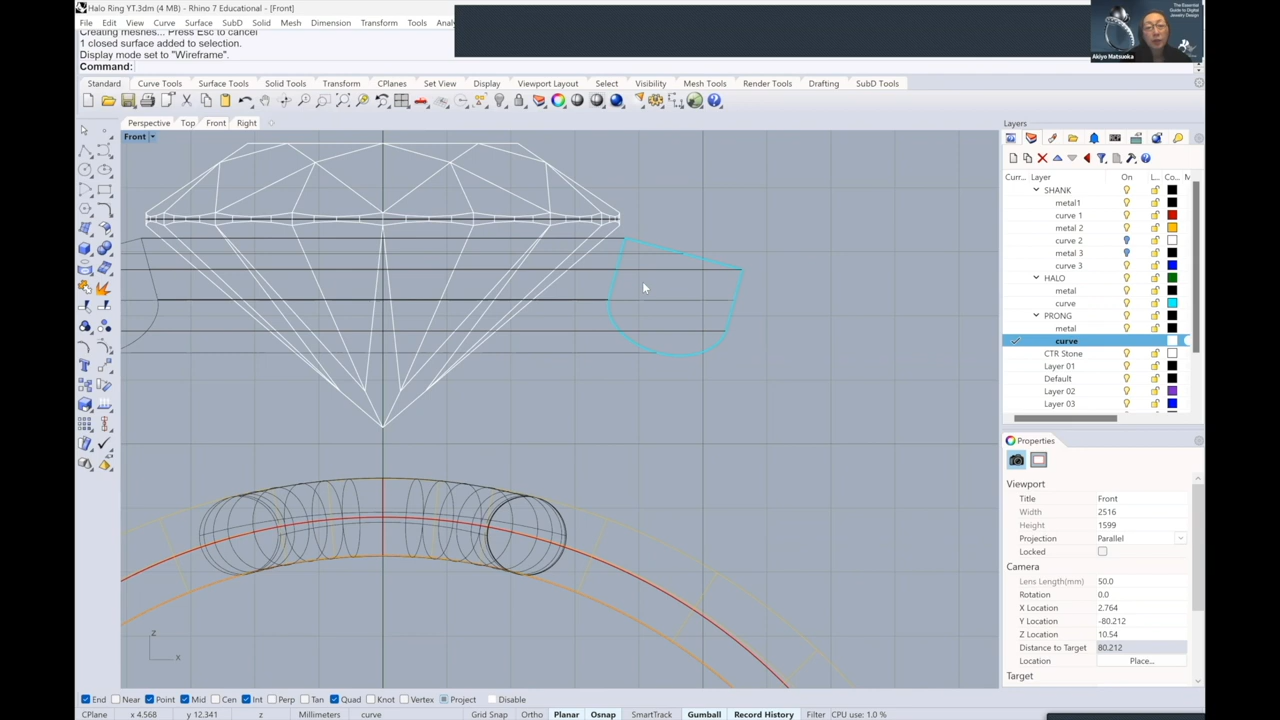 Halo Ring YT.3dm (4 MB) - Rhino 7 Educational - [Front]
File Edit View Curve Surface SubD Solid Mesh Dimension Transform Tools
Creating meshes... Press Esc to cancel
1 closed surface added to selection.
Display mode set to "Wireframe".
Command:
The Essential
Guide to Digital
Jewelry Design
Akiyo Matsuoka
Standard Curve Tools Surface Tools Solid Tools Transform CPlanes Set View Display Viewport Layout Select Visibility Mesh Tools Render Tools Drafting SubD Tools
Perspective Top Front Right
Front
Layers
Curr... Layer On L... Co... M
SHANK
metal1
curve 1
metal 2
curve 2
metal 3
curve 3
HALO
metal
curve
PRONG
metal
curve
CTR Stone
Layer 01
Default
Layer 02
Layer 03
Properties
Viewport
Title Front
Width 2516
Height 1599
Projection Parallel
Locked
Camera
Lens Length(mm) 50.0
Rotation 0.0
X Location 2.764
Y Location -80.212
Z Location 10.54
Distance to Target 80.212
Location Place...
Target
z
x
End Near Point Mid Cen Int Perp Tan Quad Knot Vertex Project Disable
CPlane x 4.568 y 12.341 z Millimeters curve Grid Snap Ortho Planar Osnap SmartTrack Gumball Record History Filter CPU use: 1.0 %